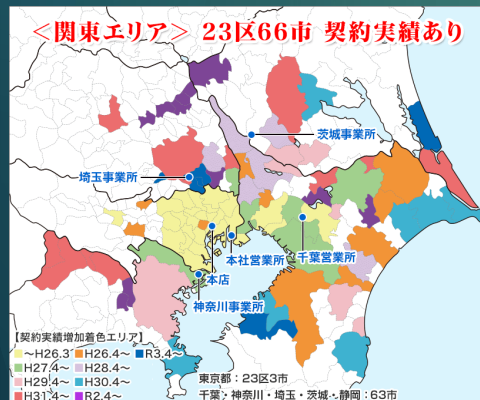 ＜関東エリア＞ 23区66市 契約実績あり
茨城事業所
埼玉事業所
本社営業所
千葉営業所
本店
神奈川事業所
【契約実績増加着色エリア】
～H26.3 H26.4～ R3.4～
H27.4～ H28.4～
H29.4～ H30.4～
H31.4～ R2.4～
東京都：23区3市
千葉・神奈川・埼玉・茨城・静岡：63市